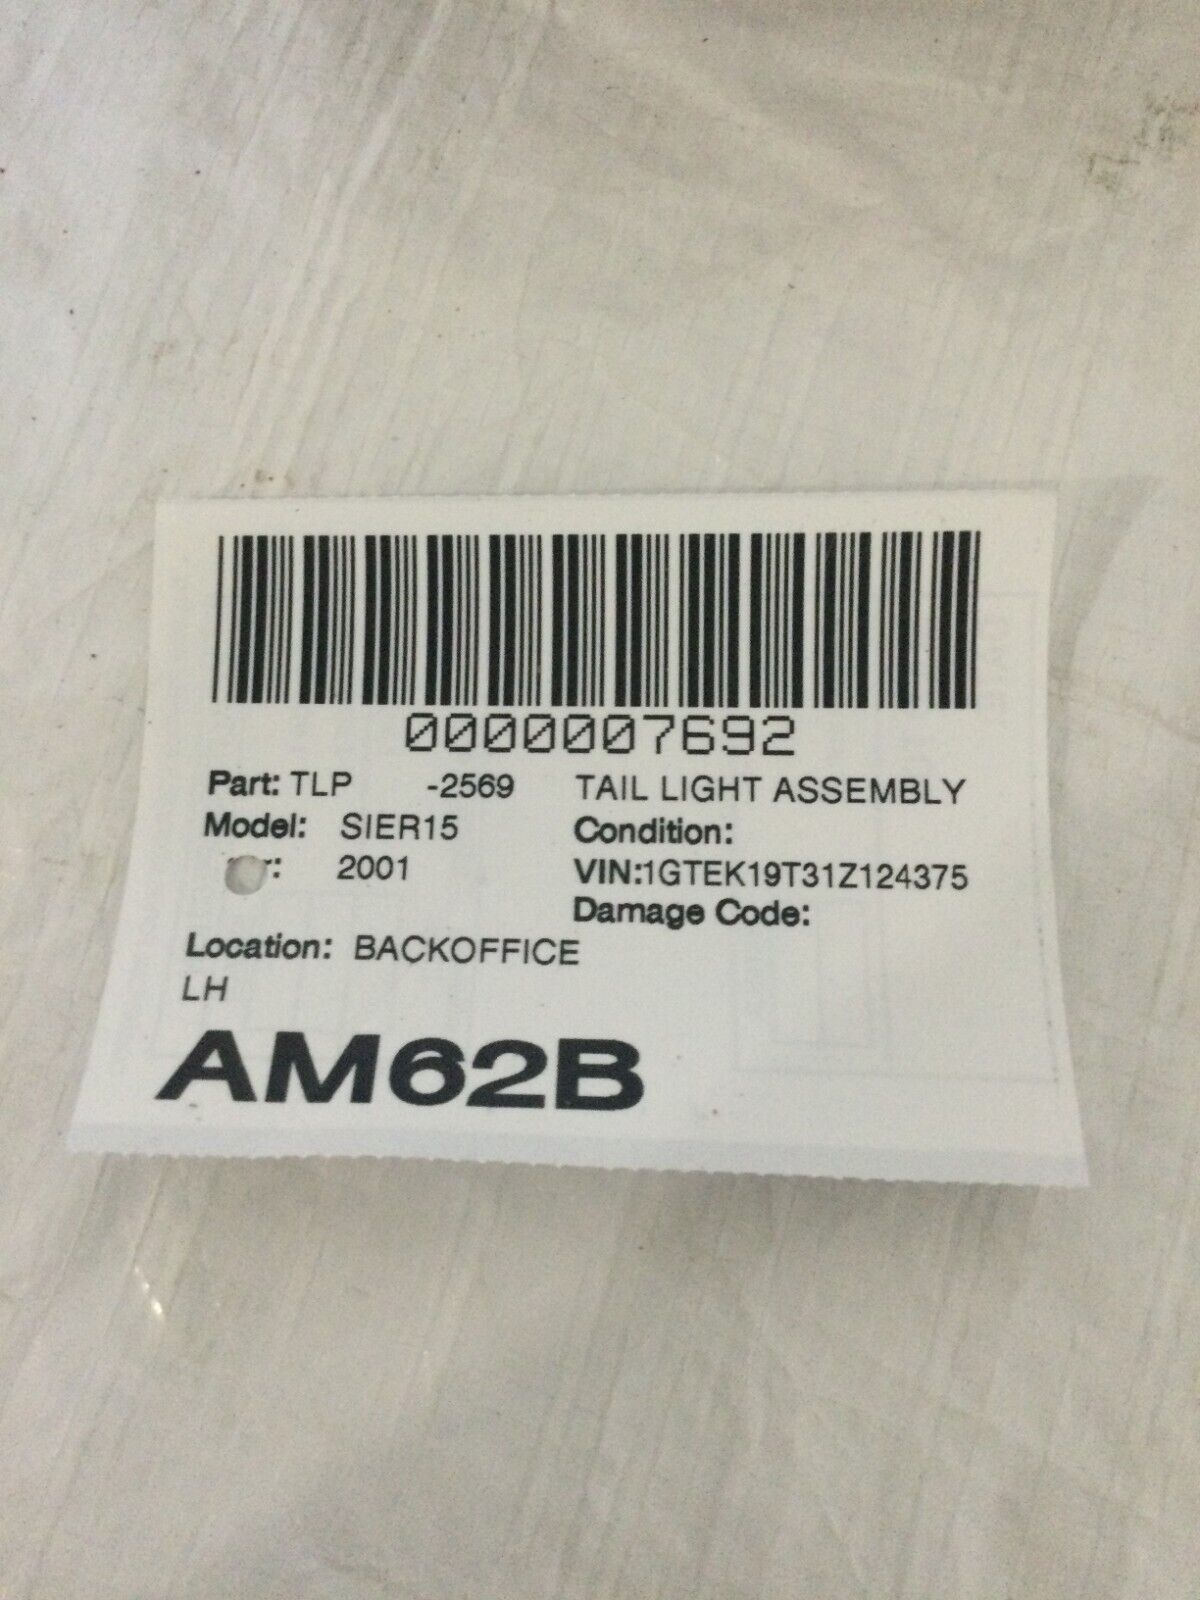 0000007692
Part: TLP -2569 TAIL LIGHT ASSEMBLY
Model: SIER15 Condition:
2001 VIN:1GTEK19T31Z124375
Damage Code:
Location: BACKOFFICE
LH
AM62B